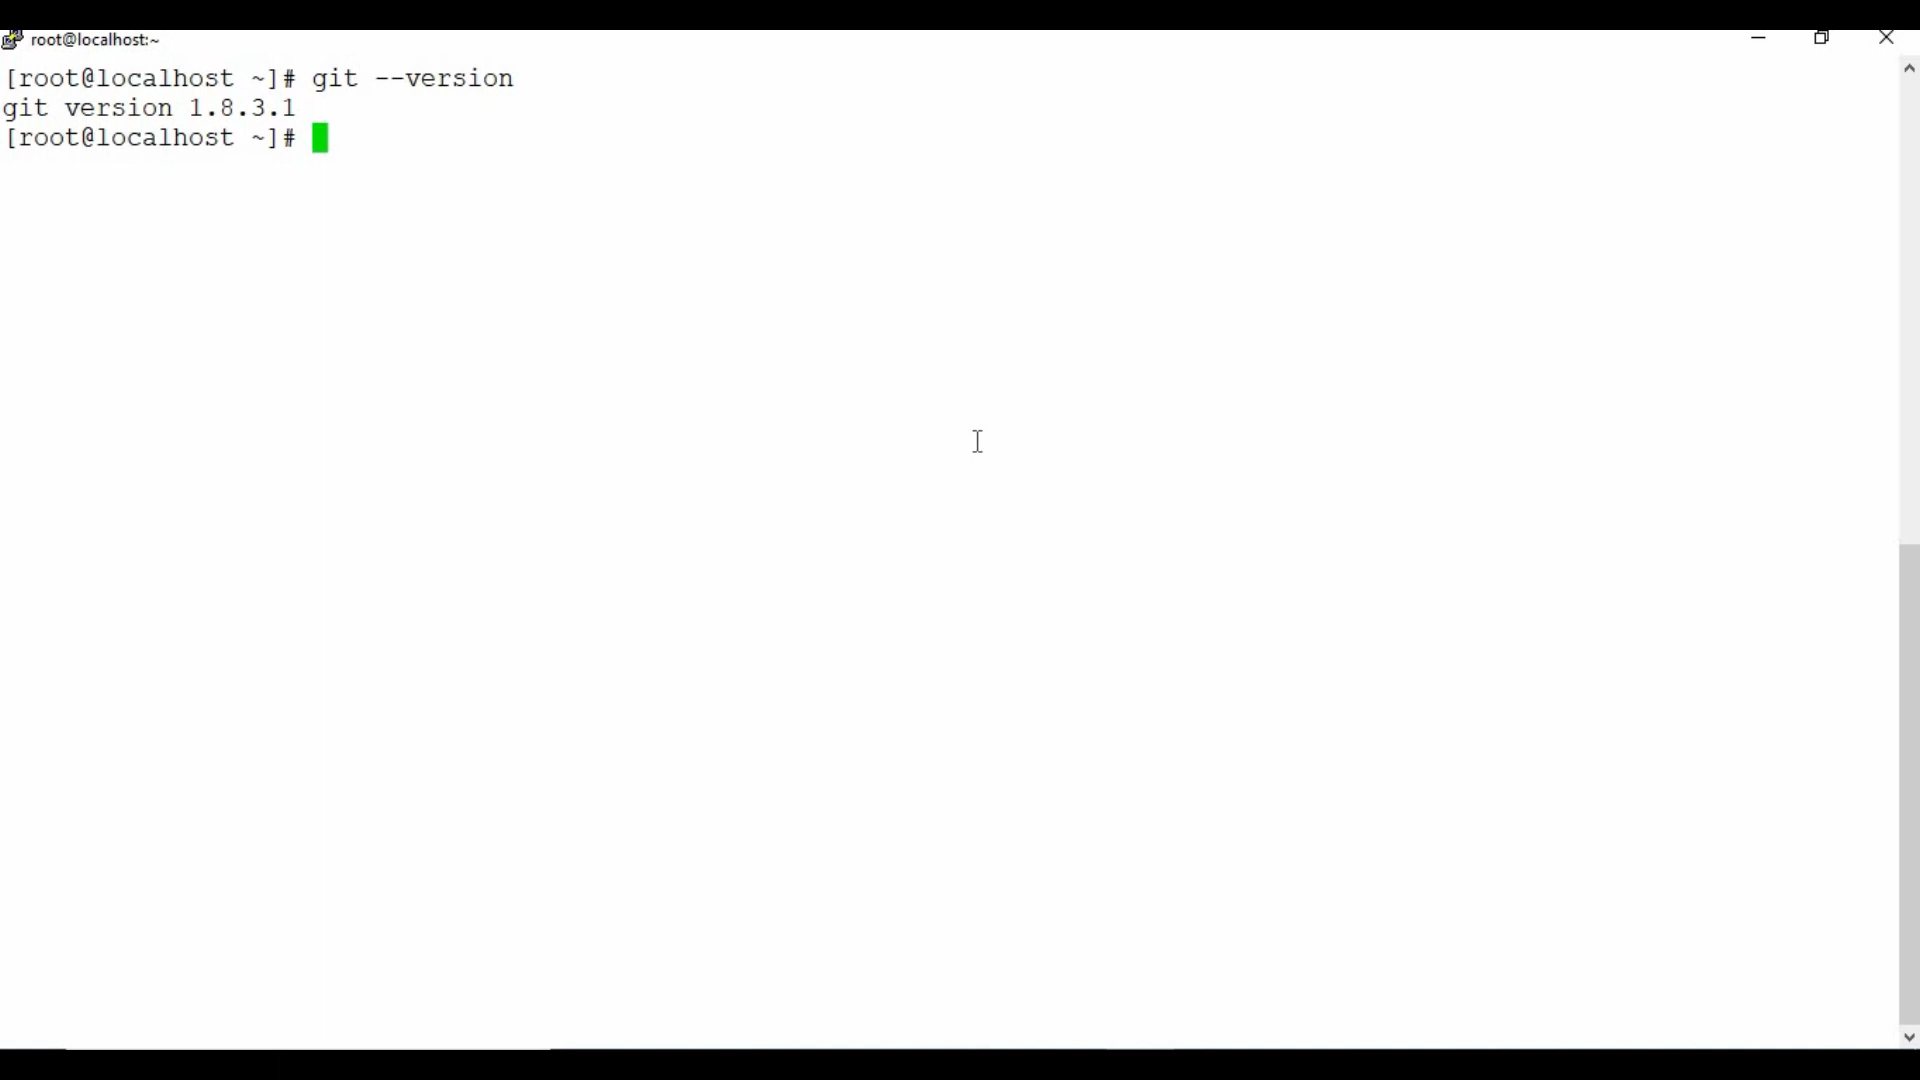 root@localhost:~
[root@localhost ~]# git --version
git version 1.8.3.1
[root@localhost ~]#